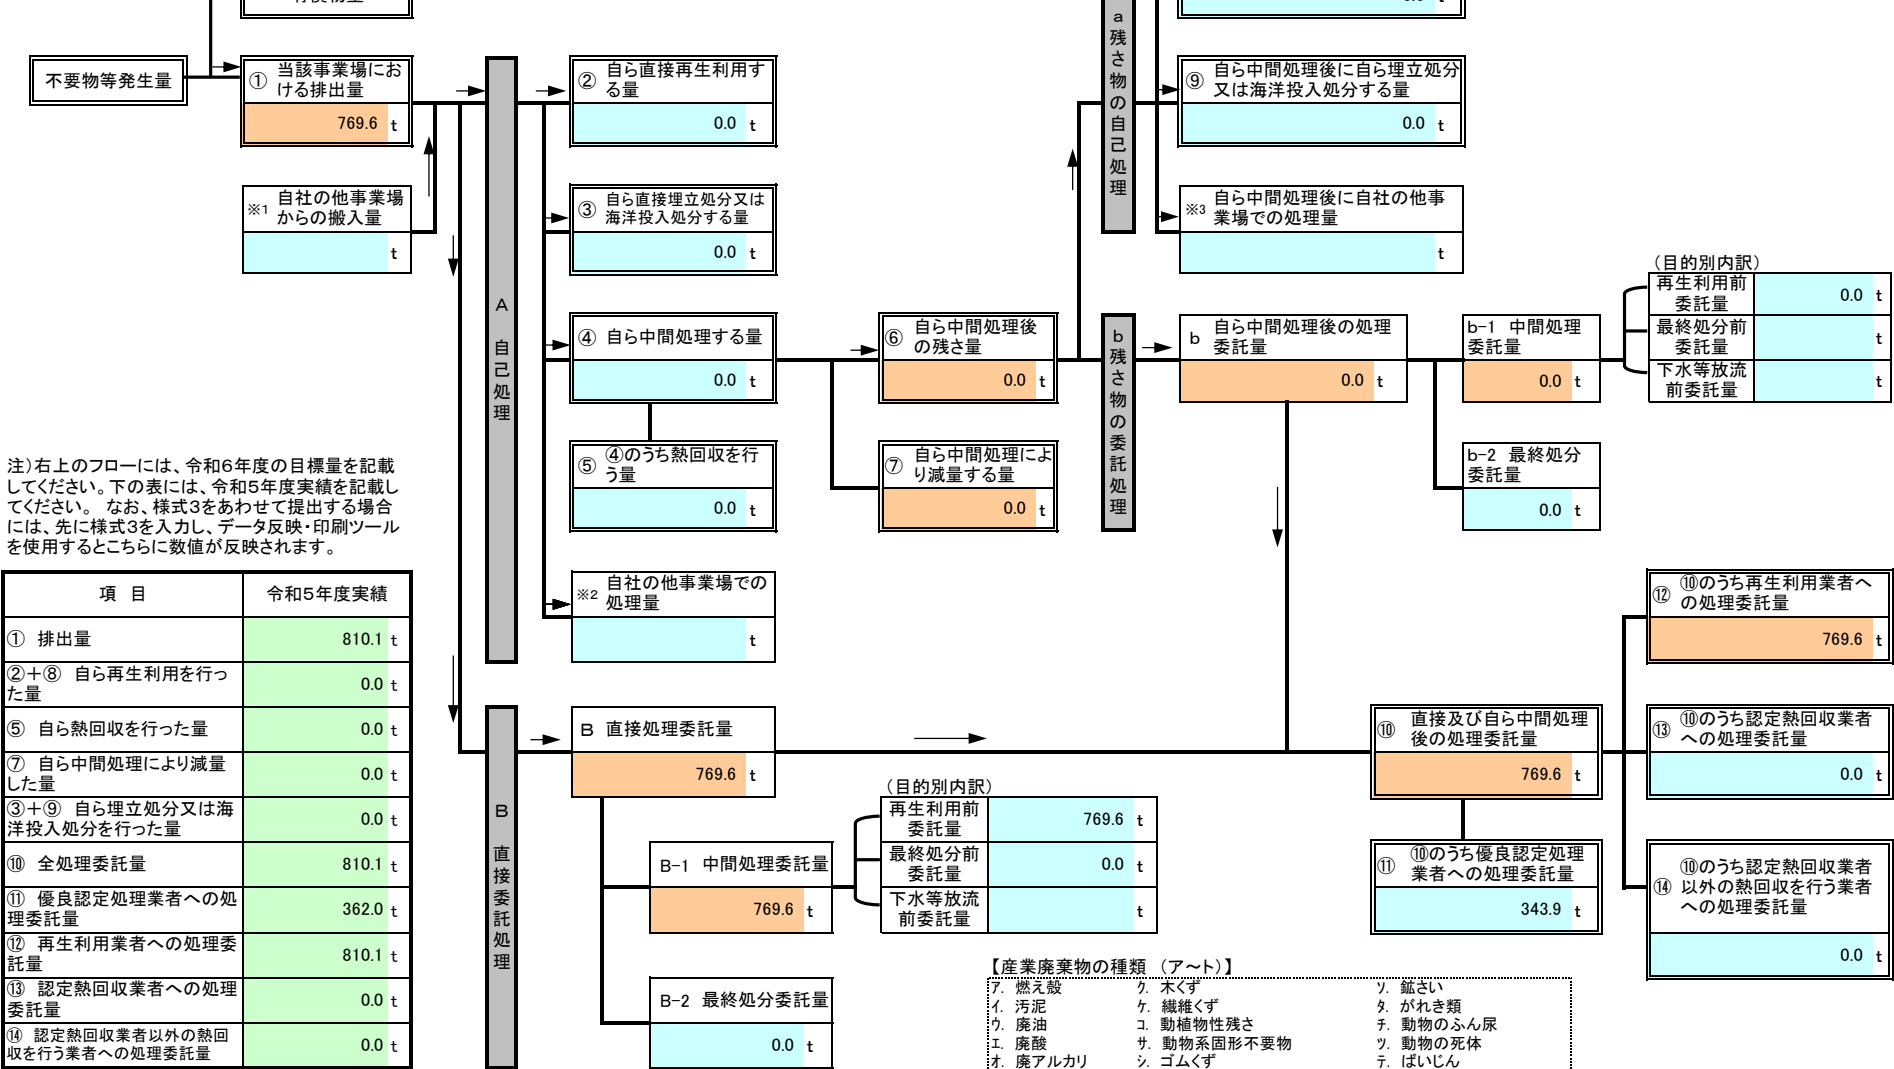 不要物等発生量
① 当該事業場にお
ける排出量
769.6 t
※1 自社の他事業場
からの搬入量
t
A 自己処理
② 自ら直接再生利用す
る量
0.0 t
③ 自ら直接埋立処分又は
海洋投入処分する量
0.0 t
④ 自ら中間処理する量
0.0 t
⑤ ④のうち熱回収を行
う量
0.0 t
※2 自社の他事業場での
処理量
t
⑥ 自ら中間処理後
の残さ量
0.0 t
⑦ 自ら中間処理によ
り減量する量
0.0 t
a 残さ物の自己処理
⑨ 自ら中間処理後に自ら埋立処分
又は海洋投入処分する量
0.0 t
※3 自ら中間処理後に自社の他事
業場での処理量
t
b 残さ物の委託処理
b 自ら中間処理後の処理
委託量
0.0 t
b-1 中間処理
委託量
0.0 t
(目的別内訳)
再生利用前
委託量
0.0 t
最終処分前
委託量
t
下水等放流
前委託量
t
b-2 最終処分
委託量
0.0 t
注)右上のフローには、令和6年度の目標量を記載
してください。下の表には、令和5年度実績を記載し
てください。 なお、様式3をあわせて提出する場合
には、先に様式3を入力し、データ反映・印刷ツール
を使用するとこちらに数値が反映されます。
項 目 令和5年度実績
① 排出量 810.1 t
②+⑧ 自ら再生利用を行っ
た量 0.0 t
⑤ 自ら熱回収を行った量 0.0 t
⑦ 自ら中間処理により減量
した量 0.0 t
③+⑨ 自ら埋立処分又は海
洋投入処分を行った量 0.0 t
⑩ 全処理委託量 810.1 t
⑪ 優良認定処理業者への処
理委託量 362.0 t
⑫ 再生利用業者への処理委
託量 810.1 t
⑬ 認定熱回収業者への処理
委託量 0.0 t
⑭ 認定熱回収業者以外の熱回
収を行う業者への処理委託量 0.0 t
B 直接委託処理
B 直接処理委託量
769.6 t
B-1 中間処理委託量
769.6 t
(目的別内訳)
再生利用前
委託量
769.6 t
最終処分前
委託量
0.0 t
下水等放流
前委託量
t
B-2 最終処分委託量
0.0 t
⑩ 直接及び自ら中間処理
後の処理委託量
769.6 t
⑪ ⑩のうち優良認定処理
業者への処理委託量
343.9 t
⑫ ⑩のうち再生利用業者へ
の処理委託量
769.6 t
⑬ ⑩のうち認定熱回収業者
への処理委託量
0.0 t
⑭ ⑩のうち認定熱回収業者
以外の熱回収を行う業者
への処理委託量
0.0 t
【産業廃棄物の種類 (ア~ト)】
ア. 燃え殻 ク. 木くず ソ. 鉱さい
イ. 汚泥 ケ. 繊維くず タ. がれき類
ウ. 廃油 コ. 動植物性残さ チ. 動物のふん尿
エ. 廃酸 サ. 動物系固形不要物 ツ. 動物の死体
オ. 廃アルカリ シ. ゴムくず テ. ばいじん